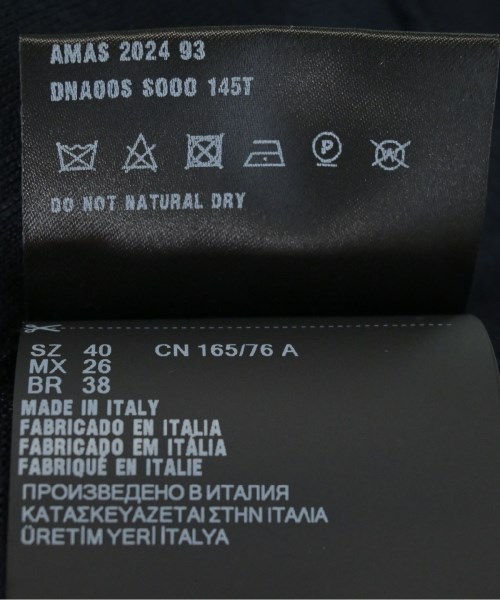 AMAS 2024 93
DNA00S S000 145T
P W
DO NOT NATURAL DRY
SZ 40 CN 165/76 A
MX 26
BR 38
MADE IN ITALY
FABRICADO EN ITALIA
FABRICADO EM ITÁLIA
FABRIQUÉ EN ITALIE
ПРОИЗВЕДЕНО В ИТАЛИЯ
ΚΑΤΑΣΚΕΥΑΖΕΤΑΙ ΣΤΗΝ ΙΤΑΛΙΑ
ÜRETİM YERİ İTALYA